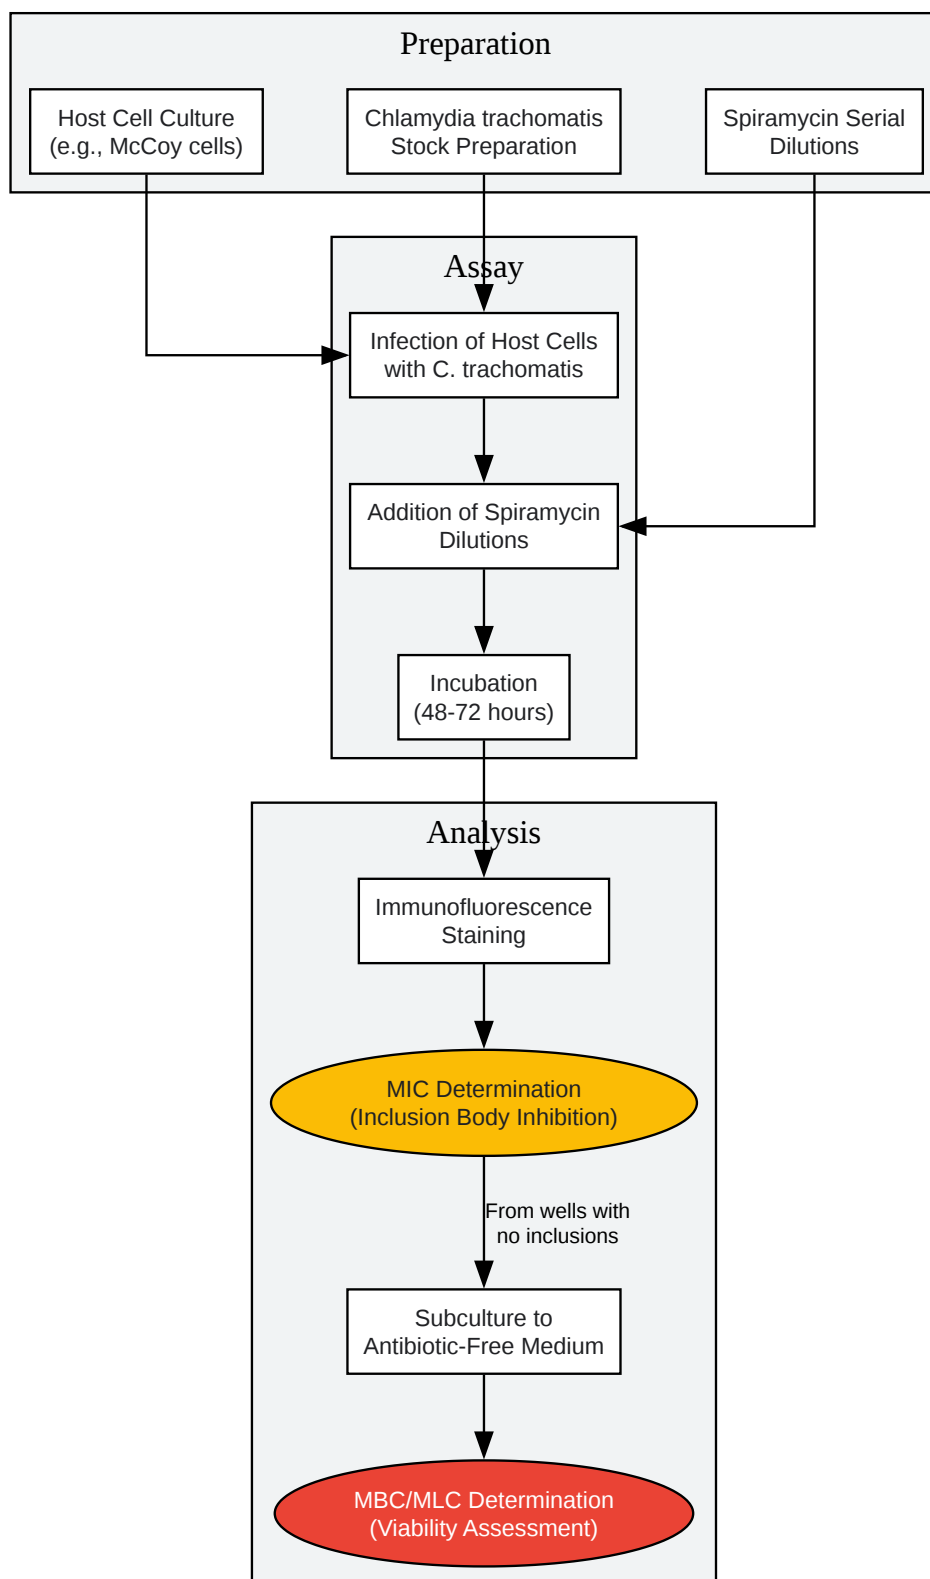 Preparation
Host Cell Culture
(e.g., McCoy cells)
Chlamydia trachomatis
Stock Preparation
Spiramycin Serial
Dilutions
Assay
Infection of Host Cells
with C. trachomatis
Addition of Spiramycin
Dilutions
Incubation
(48-72 hours)
Analysis
Immunofluorescence
Staining
MIC Determination
(Inclusion Body Inhibition)
From wells with
no inclusions
Subculture to
Antibiotic-Free Medium
MBC/MLC Determination
(Viability Assessment)